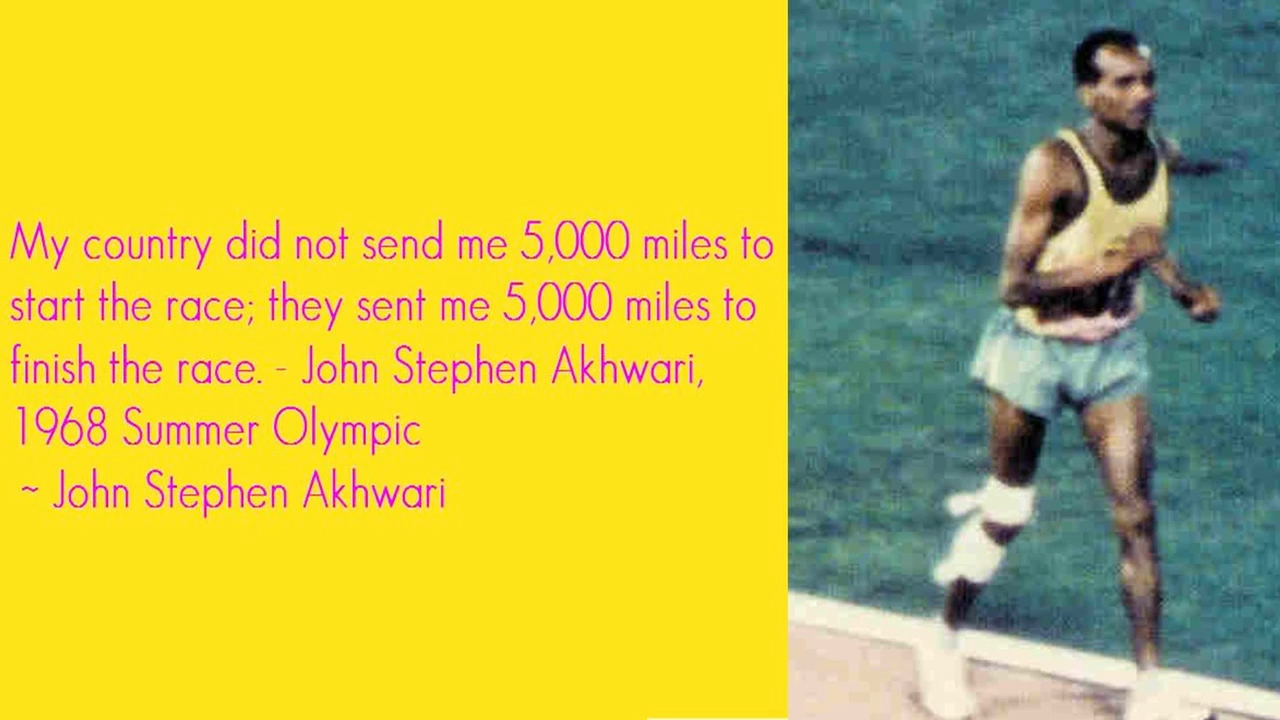 My country did not send me 5,000 miles to
start the race; they sent me 5,000 miles to
finish the race. - John Stephen Akhwari,
1968 Summer Olympic
~ John Stephen Akhwari